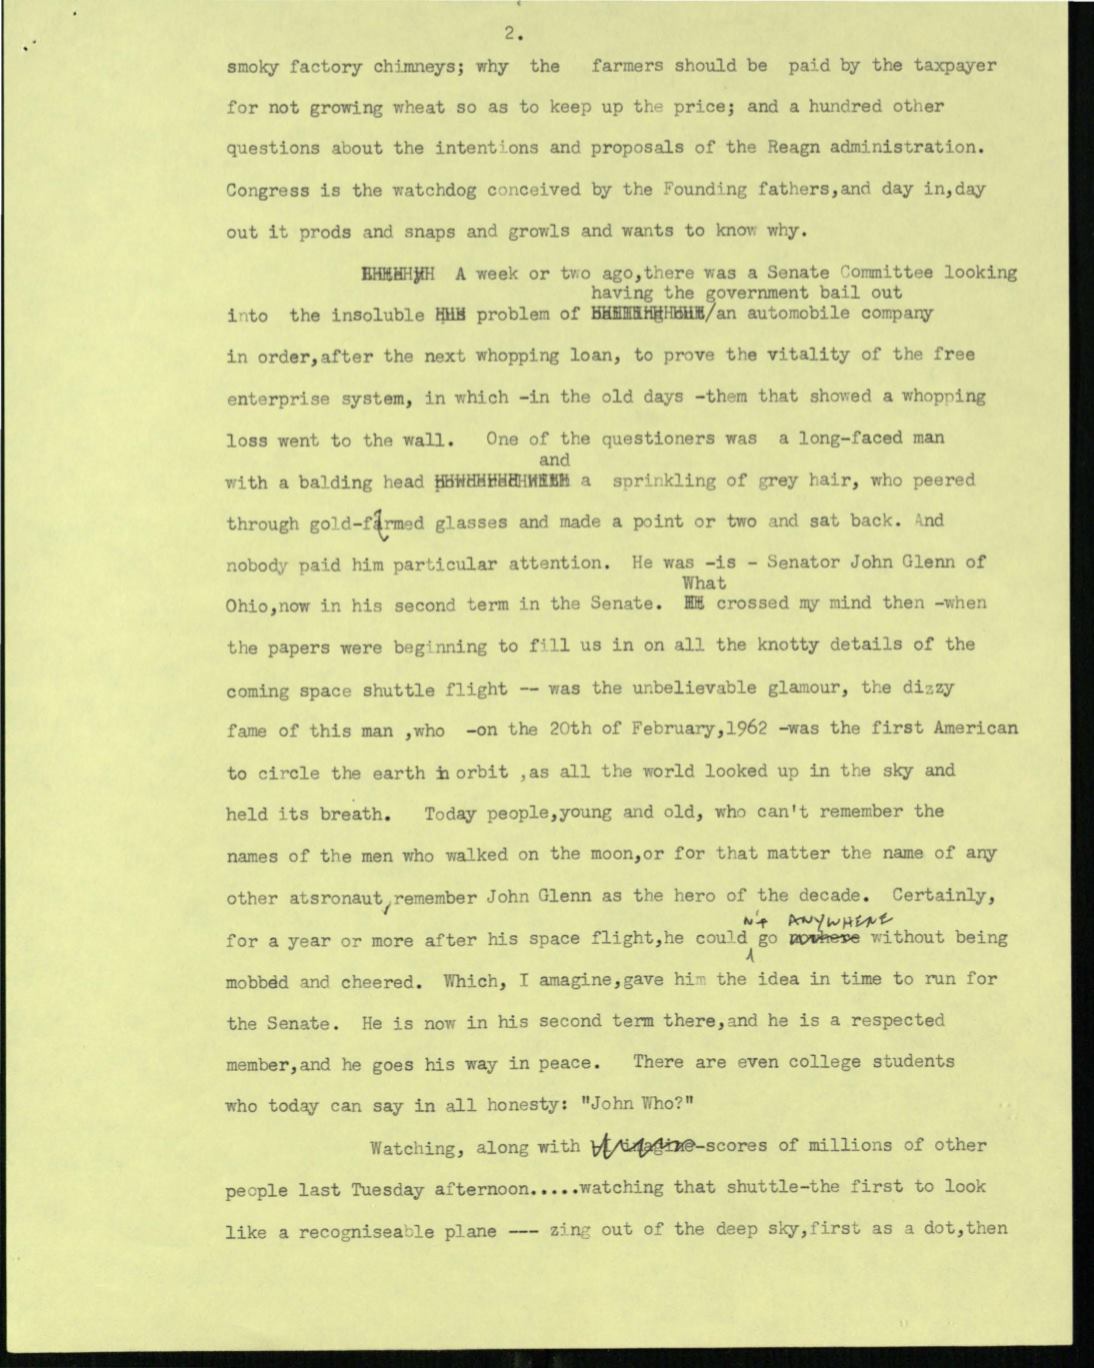 2.
smoky factory chimneys; why the farmers should be paid by the taxpayer
for not growing wheat so as to keep up the price; and a hundred other
questions about the intentions and proposals of the Reagn administration.
Congress is the watchdog conceived by the Founding fathers,and day in,day
out it prods and snaps and growls and wants to know why.
A week or two ago,there was a Senate Committee looking
having the government bail out
into the insoluble problem of /an automobile company
in order,after the next whopping loan, to prove the vitality of the free
enterprise system, in which -in the old days -them that showed a whopping
loss went to the wall. One of the questioners was a long-faced man
and
with a balding head a sprinkling of grey hair, who peered
through gold-farmed glasses and made a point or two and sat back. And
nobody paid him particular attention. He was -is - Senator John Glenn of
What
Ohio,now in his second term in the Senate. crossed my mind then -when
the papers were beginning to fill us in on all the knotty details of the
coming space shuttle flight -- was the unbelievable glamour, the dizzy
fame of this man ,who -on the 20th of February,1962 -was the first American
to circle the earth in orbit ,as all the world looked up in the sky and
held its breath. Today people,young and old, who can't remember the
names of the men who walked on the moon,or for that matter the name of any
other atsronaut,remember John Glenn as the hero of the decade. Certainly,
N't ANYWHERE
for a year or more after his space flight,he could go nowhere without being
mobbed and cheered. Which, I amagine,gave him the idea in time to run for
the Senate. He is now in his second term there,and he is a respected
member,and he goes his way in peace. There are even college students
who today can say in all honesty: "John Who?"
Watching, along with -I imagine-scores of millions of other
people last Tuesday afternoon.....watching that shuttle-the first to look
like a recogniseable plane --- zing out of the deep sky,first as a dot,then